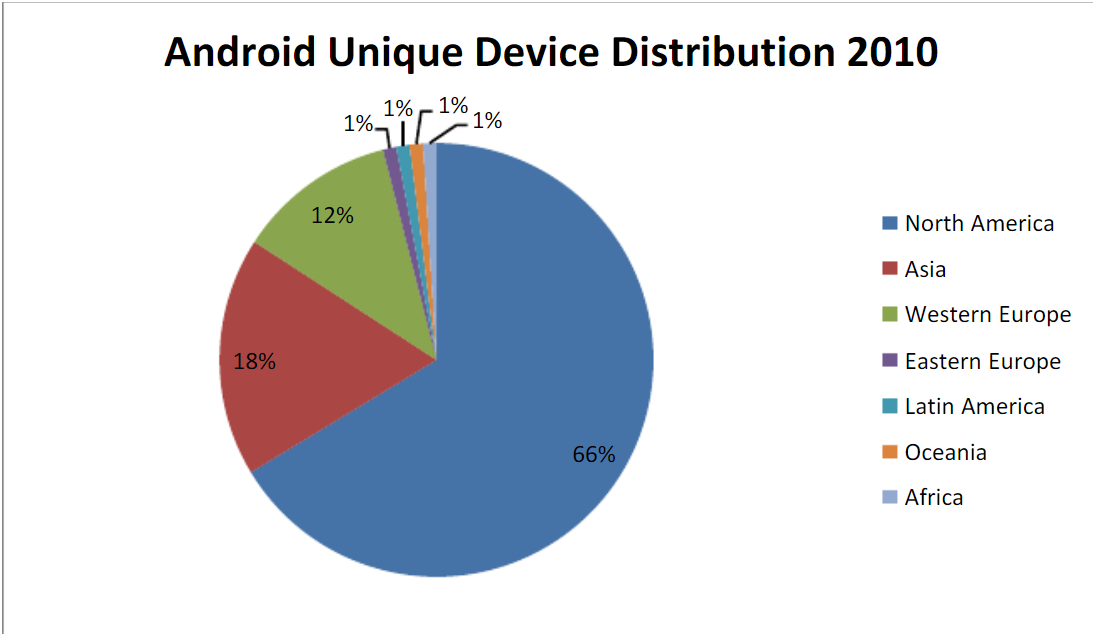 Android Unique Device Distribution 2010
1% 1% 1% 1%
12%
18%
66%
North America
Asia
Western Europe
Eastern Europe
Latin America
Oceania
Africa